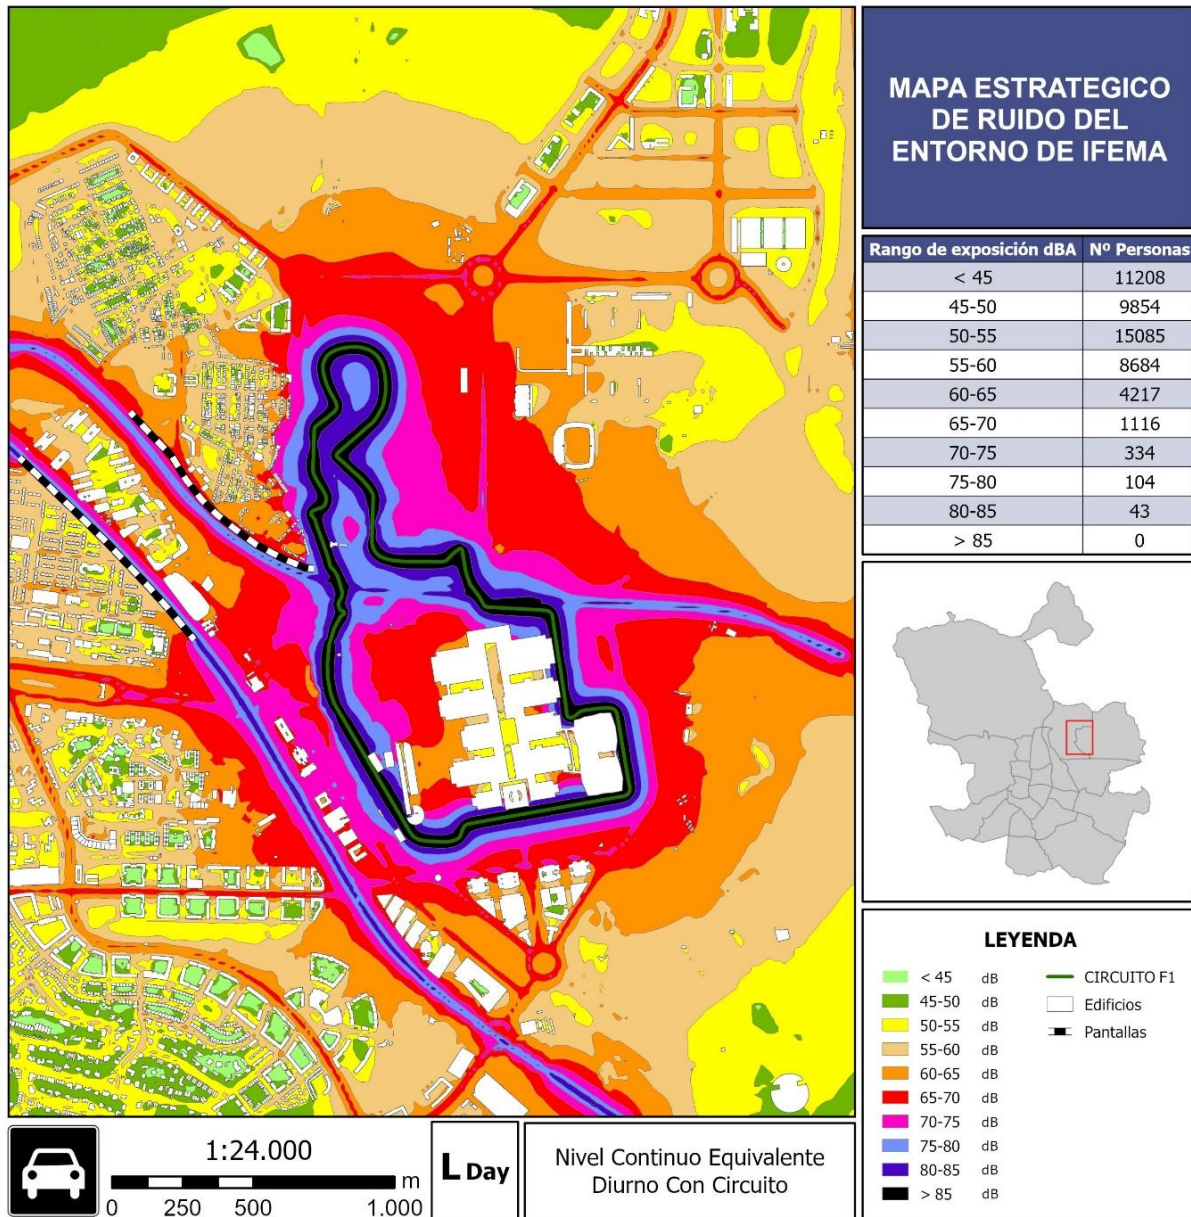 MAPA ESTRATEGICO
DE RUIDO DEL
ENTORNO DE IFEMA
Rango de exposición dBA Nº Personas
< 45 11208
45-50 9854
50-55 15085
55-60 8684
60-65 4217
65-70 1116
70-75 334
75-80 104
80-85 43
> 85 0
LEYENDA
< 45 dB CIRCUITO F1
45-50 dB Edificios
50-55 dB Pantallas
55-60 dB
60-65 dB
65-70 dB
70-75 dB
75-80 dB
80-85 dB
> 85 dB
1:24.000
m
0 250 500 1.000
L Day
Nivel Continuo Equivalente
Diurno Con Circuito